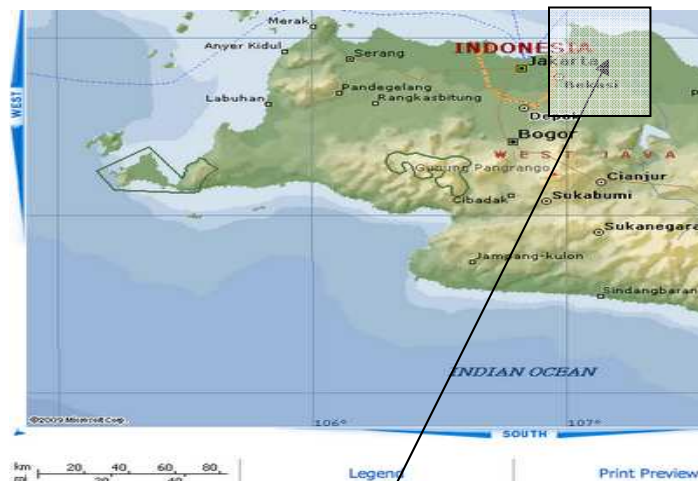 Merak
Anyer Kidul
Serang
INDONESIA
Jakarta
Pandegelang
Rangkasbitung
Labuhan
Bekasi
Depok
Bogor
WEST JAVA
Gunung Pangrango
Cianjur
Cibadak
Sukabumi
Sukanegara
Jampang-kulon
Sindangbaran
INDIAN OCEAN
WEST
©2009 Microsoft Corp.
106°
107°
SOUTH
km 20 40 60 80
mi 20 40
Legend
Print Preview